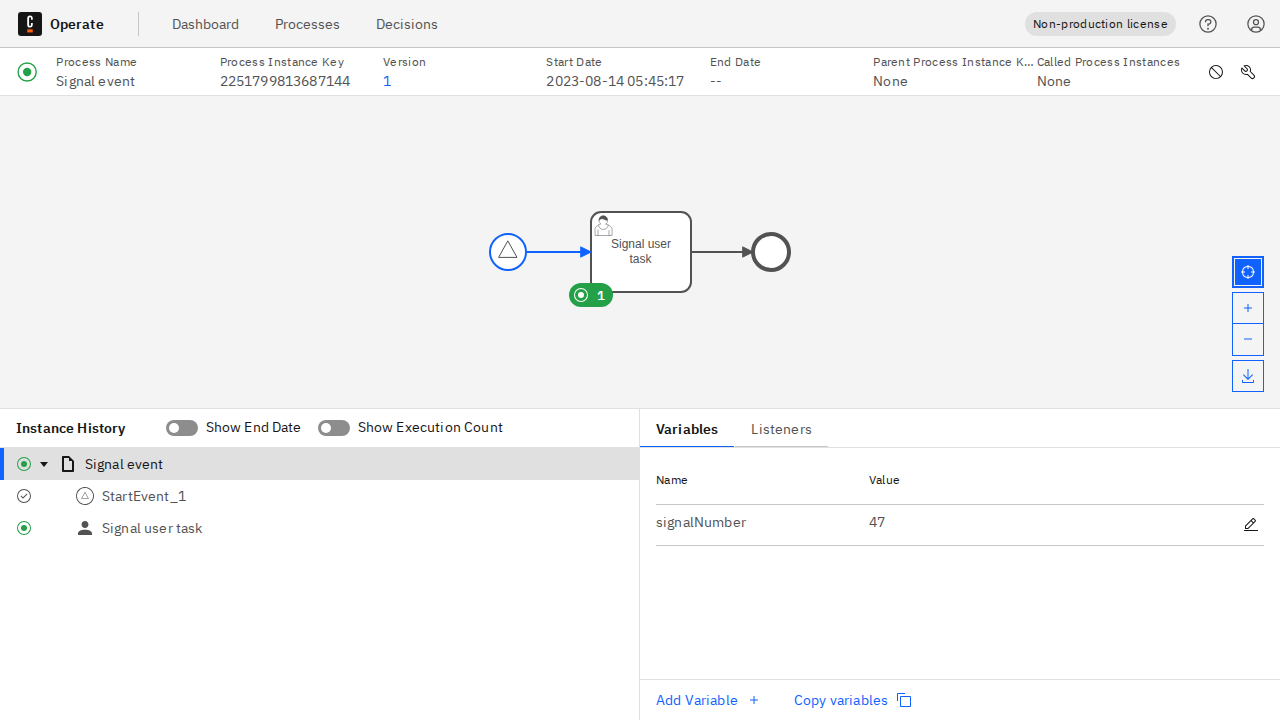 Operate
Dashboard
Processes
Decisions
Non-production license
Process Name
Signal event
Process Instance Key
2251799813687144
Version
1
Start Date
2023-08-14 05:45:17
End Date
--
Parent Process Instance K...
None
Called Process Instances
None
Signal user
task
1
Instance History
Show End Date
Show Execution Count
Signal event
StartEvent_1
Signal user task
Variables
Listeners
Name
Value
signalNumber
47
Add Variable
Copy variables